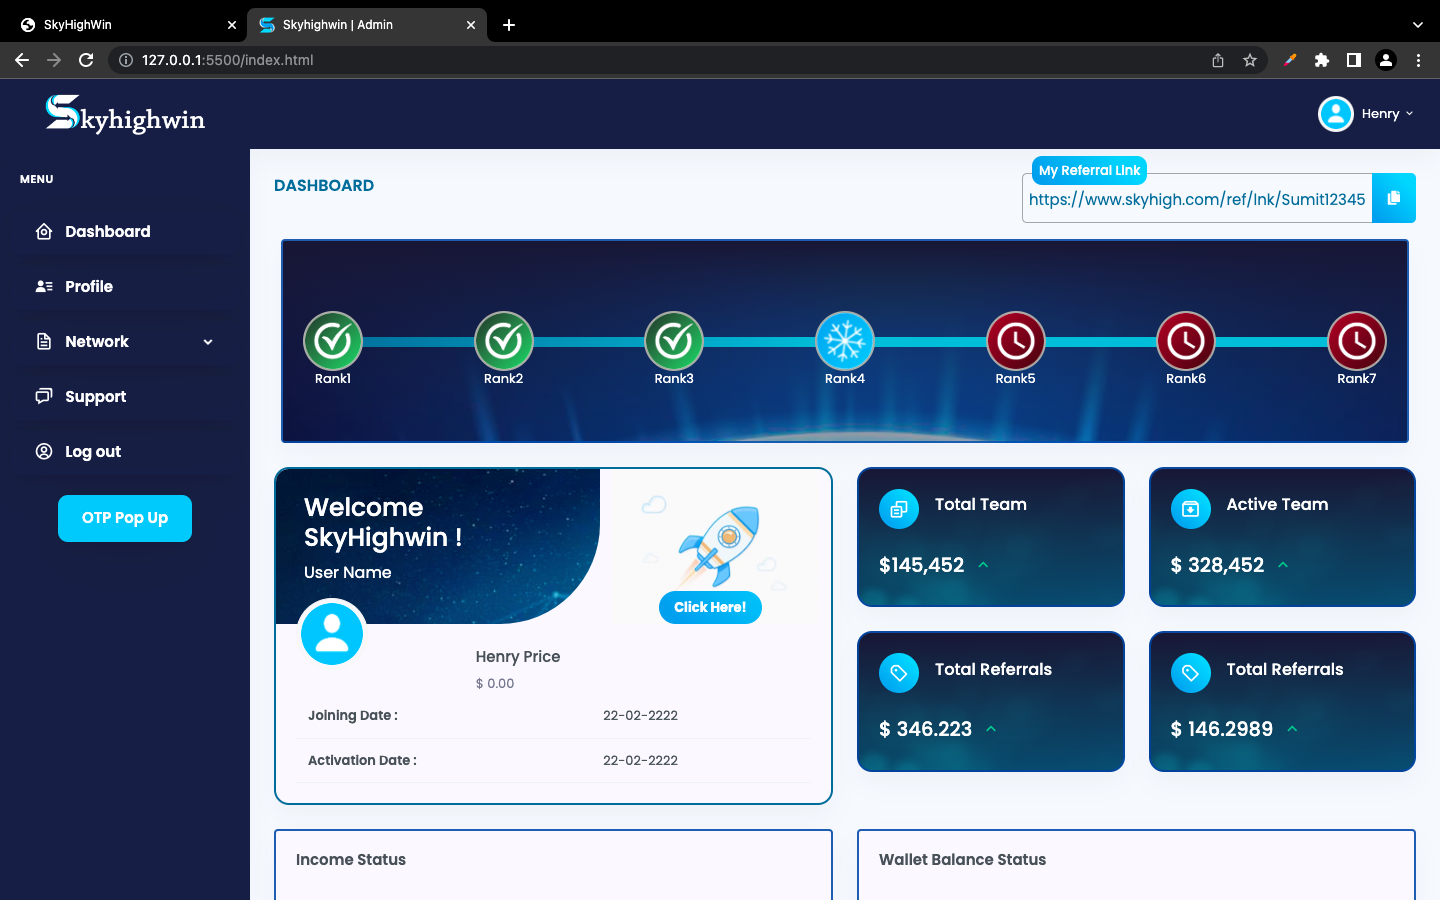 SkyHighWin
Skyhighwin | Admin
127.0.0.1:5500/index.html
Skyhighwin
Henry
MENU
Dashboard
Profile
Network
Support
Log out
OTP Pop Up
DASHBOARD
My Referral Link
https://www.skyhigh.com/ref/lnk/Sumit12345
Rank1
Rank2
Rank3
Rank4
Rank5
Rank6
Rank7
Welcome
SkyHighwin !
User Name
Click Here!
Henry Price
$ 0.00
Joining Date : 22-02-2222
Activation Date : 22-02-2222
Total Team
$145,452
Active Team
$ 328,452
Total Referrals
$ 346.223
Total Referrals
$ 146.2989
Income Status
Wallet Balance Status